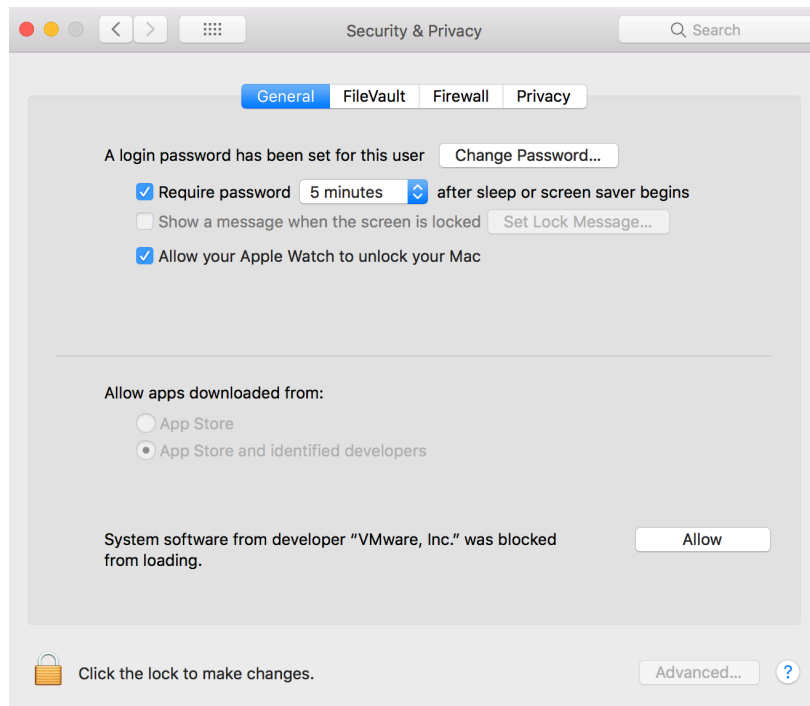 Security & Privacy
Search
General FileVault Firewall Privacy
A login password has been set for this user Change Password...
Require password 5 minutes after sleep or screen saver begins
Show a message when the screen is locked Set Lock Message...
Allow your Apple Watch to unlock your Mac
Allow apps downloaded from:
App Store
App Store and identified developers
System software from developer “VMware, Inc.” was blocked
from loading.
Allow
Click the lock to make changes.
Advanced...
?